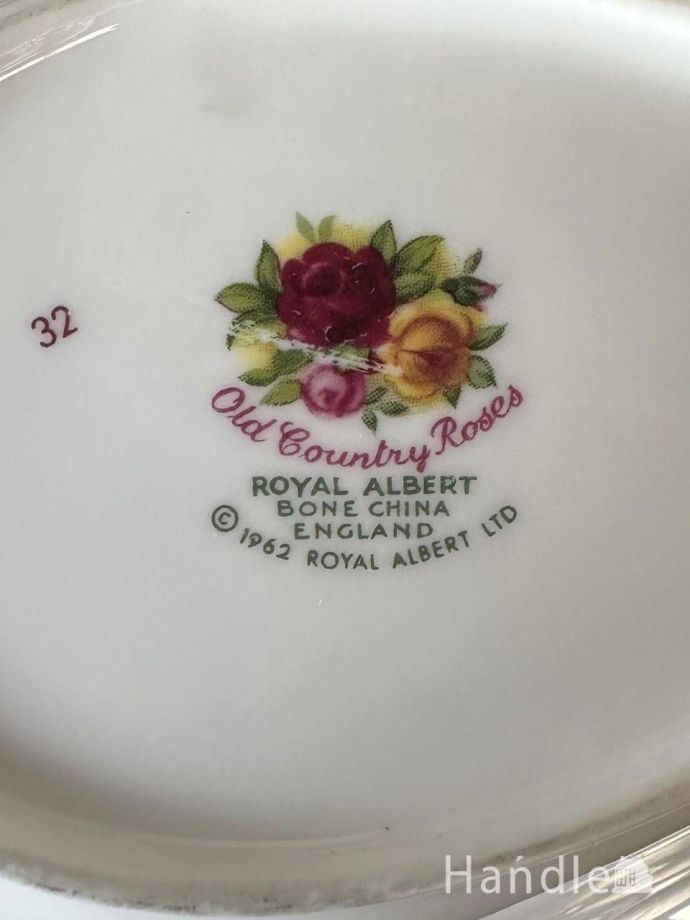 32
Old Country Roses
ROYAL ALBERT
BONE CHINA
ENGLAND
© 1962 ROYAL ALBERT LTD
Handle